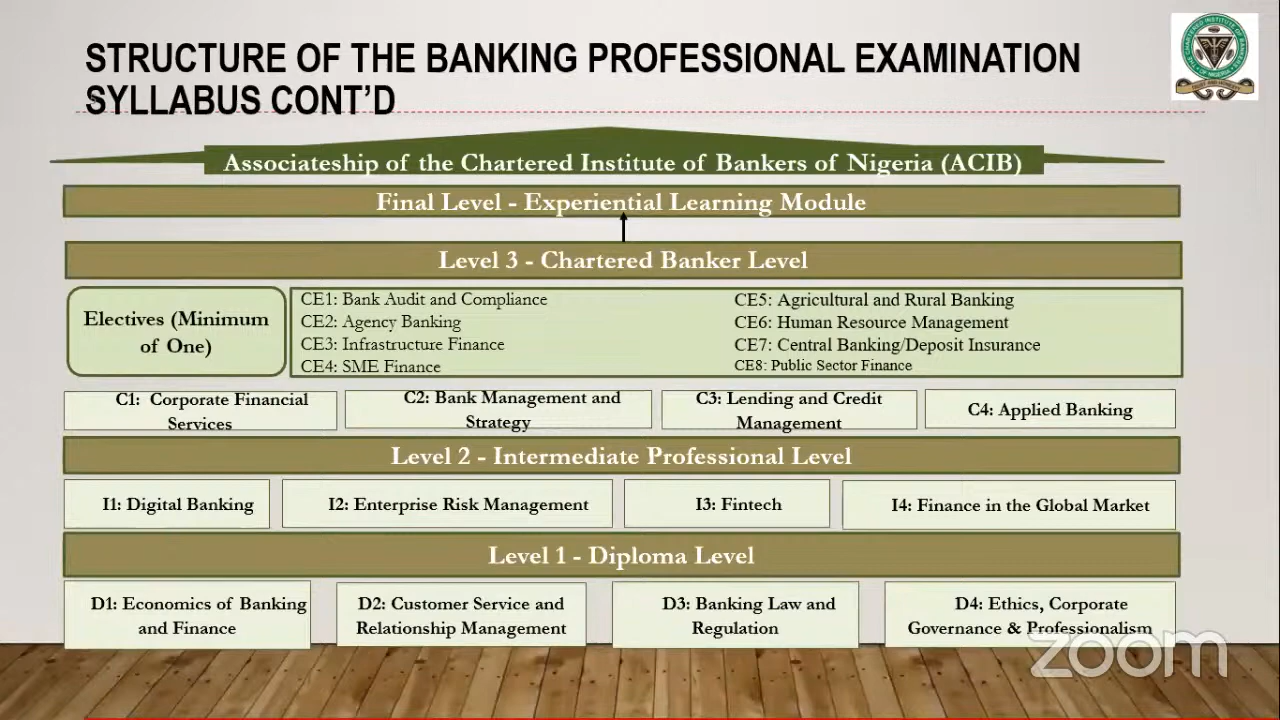 STRUCTURE OF THE BANKING PROFESSIONAL EXAMINATION
SYLLABUS CONT'D
Associateship of the Chartered Institute of Bankers of Nigeria (ACIB)
Final Level - Experiential Learning Module
Level 3 - Chartered Banker Level
Electives (Minimum
of One)
CE1: Bank Audit and Compliance
CE2: Agency Banking
CE3: Infrastructure Finance
CE4: SME Finance
CE5: Agricultural and Rural Banking
CE6: Human Resource Management
CE7: Central Banking/Deposit Insurance
CE8: Public Sector Finance
C1: Corporate Financial
Services
C2: Bank Management and
Strategy
C3: Lending and Credit
Management
C4: Applied Banking
Level 2 - Intermediate Professional Level
I1: Digital Banking
I2: Enterprise Risk Management
I3: Fintech
I4: Finance in the Global Market
Level 1 - Diploma Level
D1: Economics of Banking
and Finance
D2: Customer Service and
Relationship Management
D3: Banking Law and
Regulation
D4: Ethics, Corporate
Governance & Professionalism
zoom